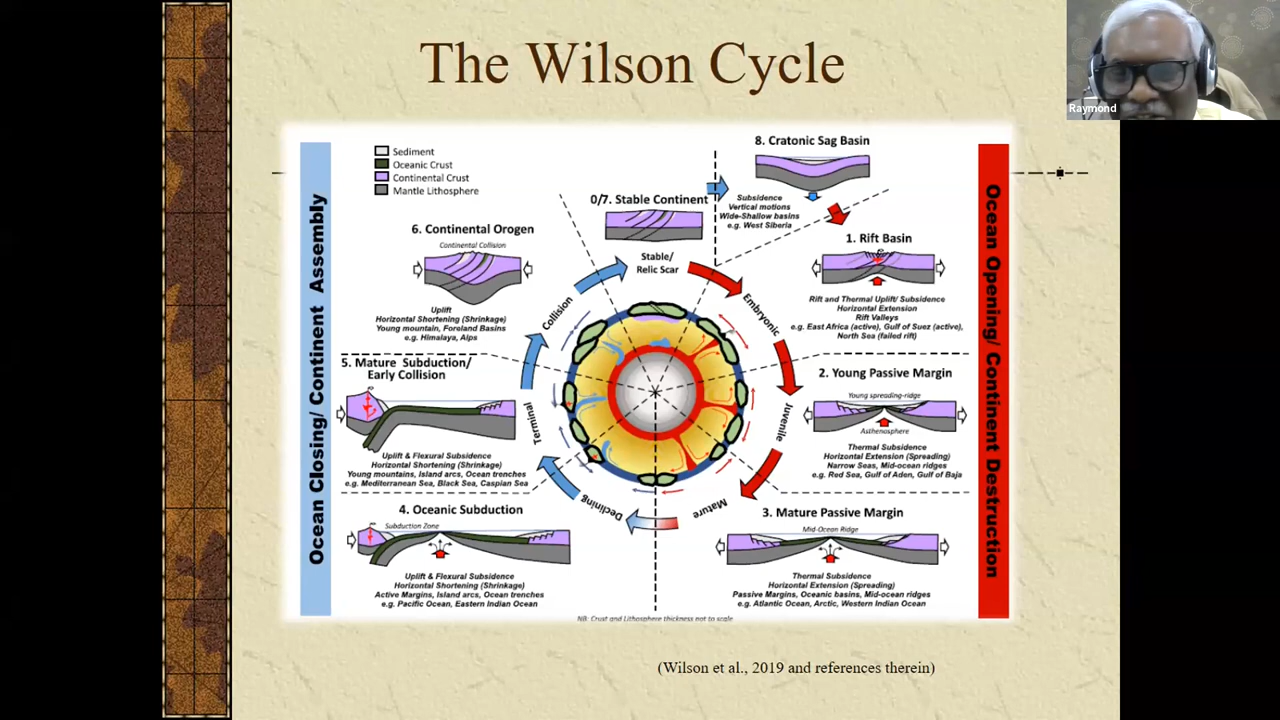 The Wilson Cycle
Raymond
Sediment
Oceanic Crust
Continental Crust
Mantle Lithosphere
Ocean Closing/ Continent Assembly
Ocean Opening/ Continent Destruction
0/7. Stable Continent
Stable/
Relic Scar
8. Cratonic Sag Basin
Subsidence
Vertical motions
Wide-Shallow basins
e.g. West Siberia
1. Rift Basin
Rift and Thermal Uplift/ Subsidence
Horizontal Extension
Rift Valleys
e.g. East Africa (active), Gulf of Suez (active),
North Sea (failed rift)
Embryonic
2. Young Passive Margin
Young spreading-ridge
Asthenosphere
Thermal Subsidence
Horizontal Extension (Spreading)
Narrow Seas, Mid-ocean ridges
e.g. Red Sea, Gulf of Aden, Gulf of Baja
Juvenile
3. Mature Passive Margin
Mid-Ocean Ridge
Thermal Subsidence
Horizontal Extension (Spreading)
Passive Margins, Oceanic basins, Mid-ocean ridges
e.g. Atlantic Ocean, Arctic, Western Indian Ocean
Mature
4. Oceanic Subduction
Subduction Zone
Uplift & Flexural Subsidence
Horizontal Shortening (Shrinkage)
Active Margins, Island arcs, Ocean trenches
e.g. Pacific Ocean, Eastern Indian Ocean
Declining
5. Mature Subduction/
Early Collision
Uplift & Flexural Subsidence
Horizontal Shortening (Shrinkage)
Young mountains, Island arcs, Ocean trenches
e.g. Mediterranean Sea, Black Sea, Caspian Sea
Terminal
6. Continental Orogen
Continental Collision
Uplift
Horizontal Shortening (Shrinkage)
Young mountain, Foreland Basins
e.g. Himalaya, Alps
Collision
NB: Crust and Lithosphere thickness not to scale
(Wilson et al., 2019 and references therein)